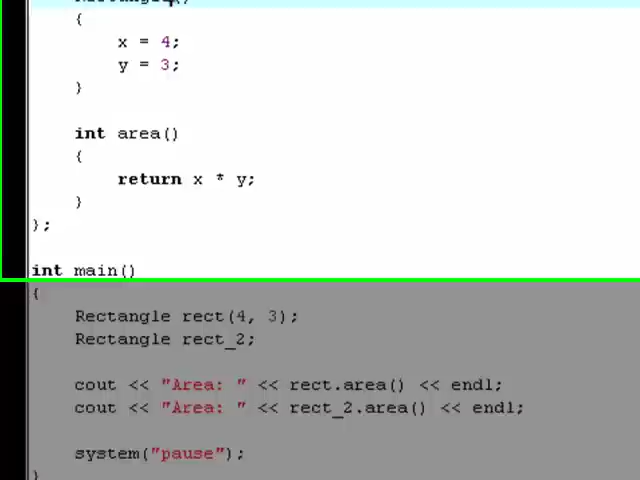 Rectangle()
{
x = 4;
y = 3;
}
int area()
{
return x * y;
}
};
int main()
{
Rectangle rect(4, 3);
Rectangle rect_2;
cout << "Area: " << rect.area() << endl;
cout << "Area: " << rect_2.area() << endl;
system("pause");
}